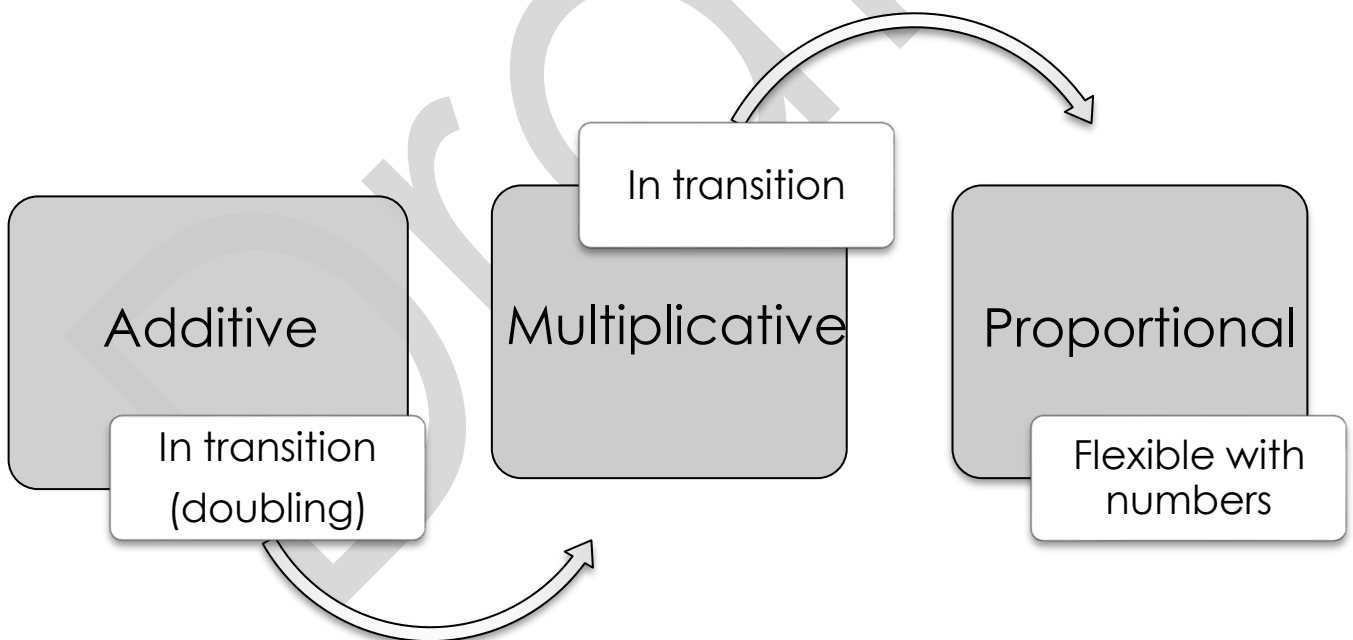 Additive
In transition
(doubling)
Multiplicative
In transition
Proportional
Flexible with
numbers